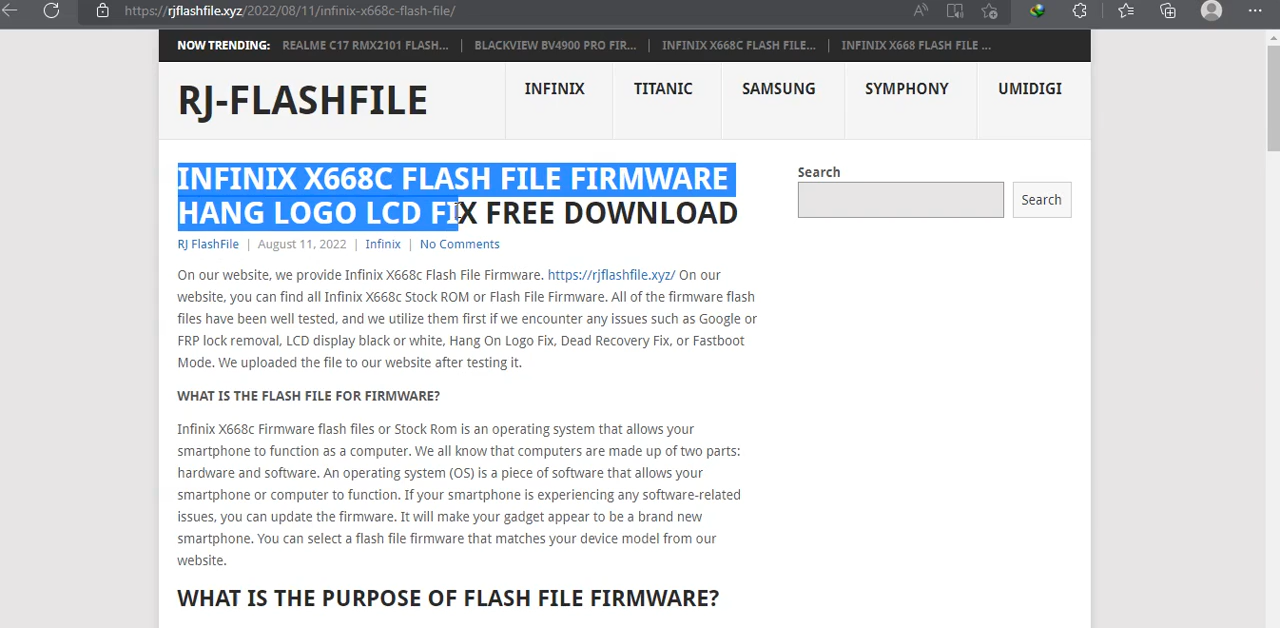 https://rjflashfile.xyz/2022/08/11/infinix-x668c-flash-file/
NOW TRENDING: REALME C17 RMX2101 FLASH... | BLACKVIEW BV4900 PRO FIR... | INFINIX X668C FLASH FILE... | INFINIX X668 FLASH FILE ...
RJ-FLASHFILE
INFINIX TITANIC SAMSUNG SYMPHONY UMIDIGI
INFINIX X668C FLASH FILE FIRMWARE
HANG LOGO LCD FIX FREE DOWNLOAD
RJ FlashFile | August 11, 2022 | Infinix | No Comments
On our website, we provide Infinix X668c Flash File Firmware. https://rjflashfile.xyz/ On our
website, you can find all Infinix X668c Stock ROM or Flash File Firmware. All of the firmware flash
files have been well tested, and we utilize them first if we encounter any issues such as Google or
FRP lock removal, LCD display black or white, Hang On Logo Fix, Dead Recovery Fix, or Fastboot
Mode. We uploaded the file to our website after testing it.
WHAT IS THE FLASH FILE FOR FIRMWARE?
Infinix X668c Firmware flash files or Stock Rom is an operating system that allows your
smartphone to function as a computer. We all know that computers are made up of two parts:
hardware and software. An operating system (OS) is a piece of software that allows your
smartphone or computer to function. If your smartphone is experiencing any software-related
issues, you can update the firmware. It will make your gadget appear to be a brand new
smartphone. You can select a flash file firmware that matches your device model from our
website.
WHAT IS THE PURPOSE OF FLASH FILE FIRMWARE?
Search
Search